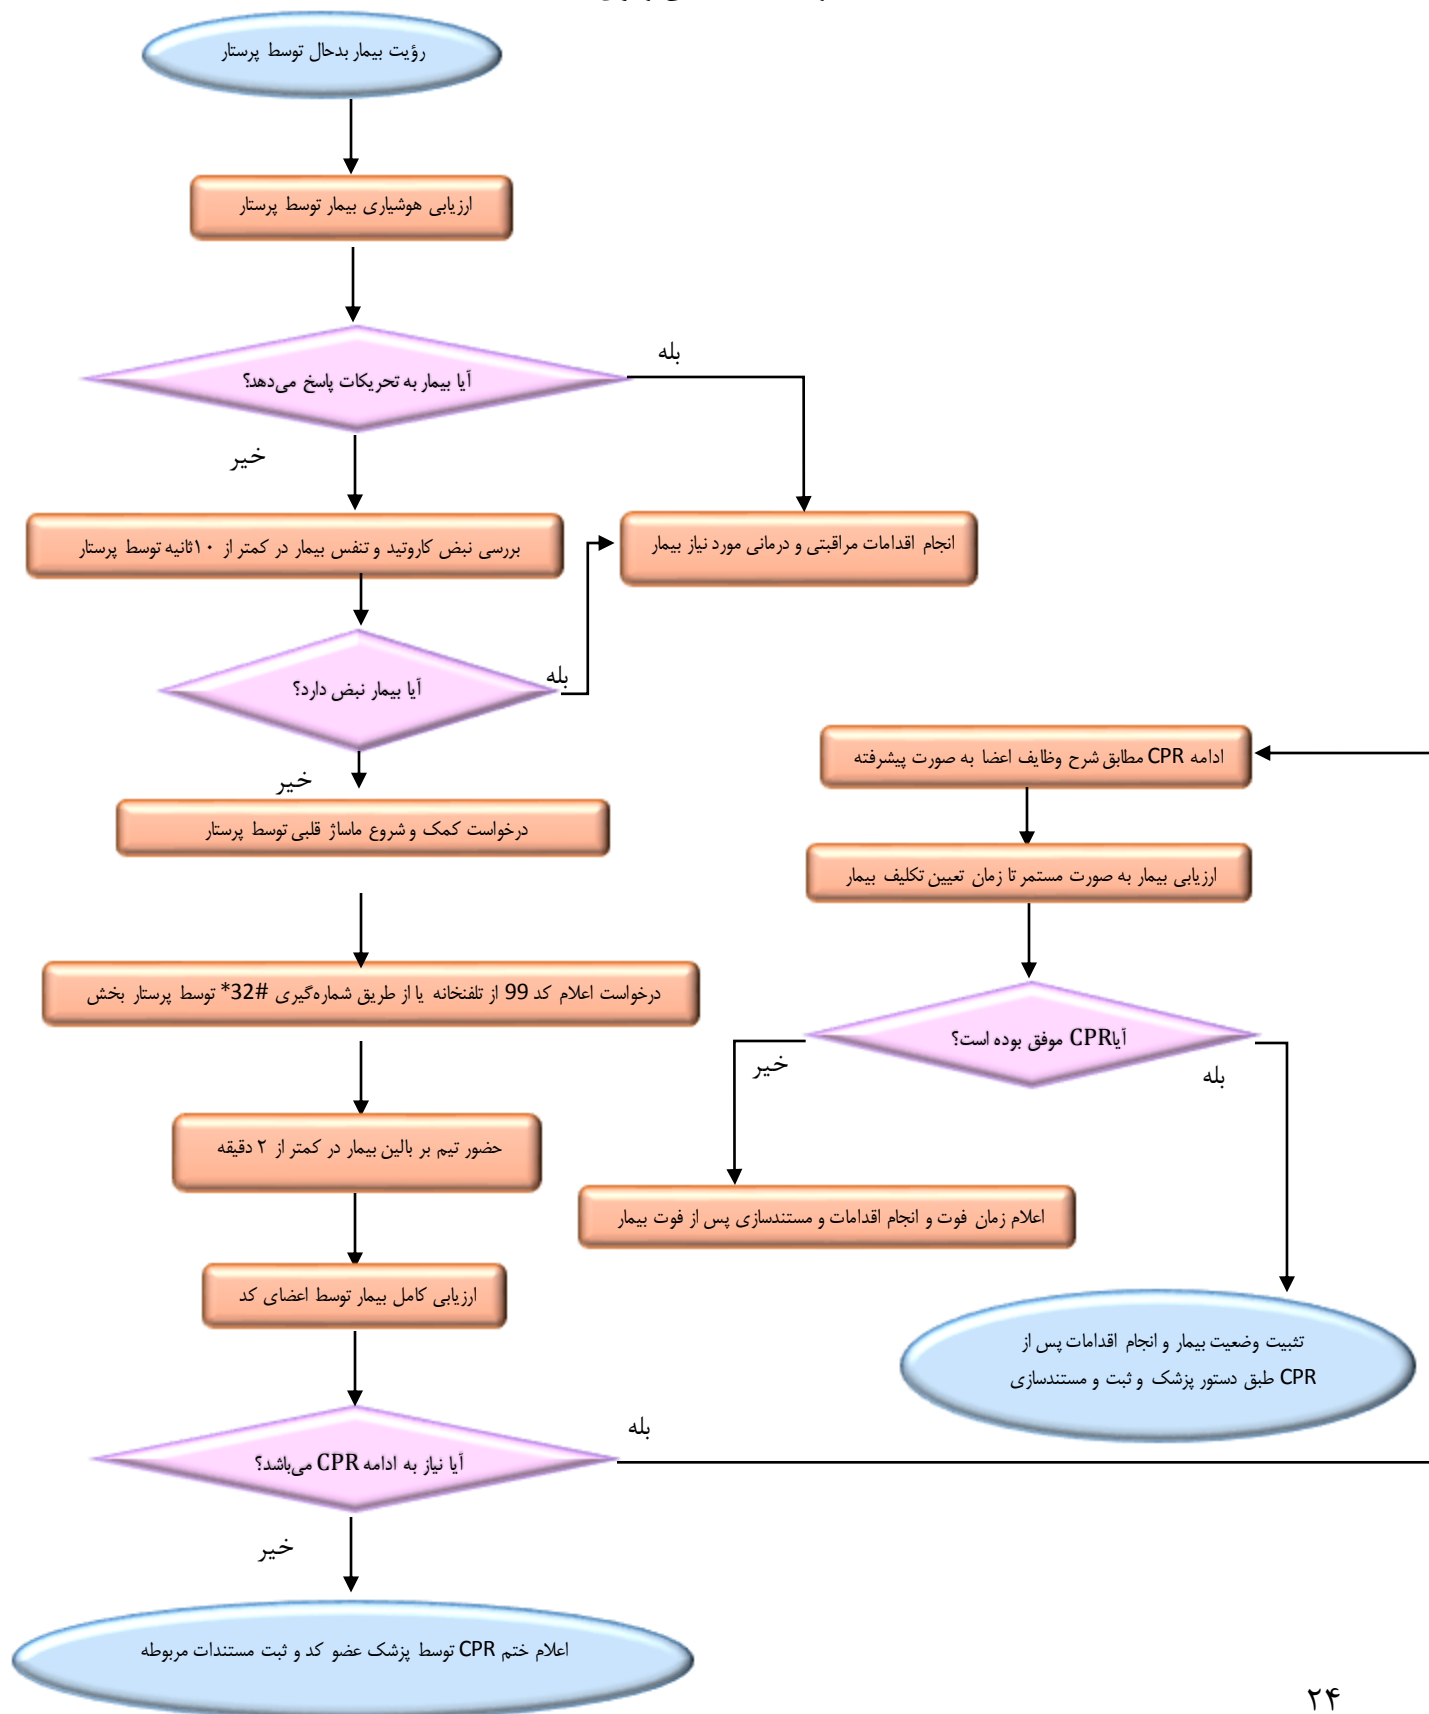 رؤیت بیمار بدحال توسط پرستار
ارزیابی هوشیاری بیمار توسط پرستار
آیا بیمار به تحریکات پاسخ می‌دهد؟
بله
خیر
بررسی نبض کاروتید و تنفس بیمار در کمتر از ۱۰ثانیه توسط پرستار
انجام اقدامات مراقبتی و درمانی مورد نیاز بیمار
آیا بیمار نبض دارد؟
بله
خیر
درخواست کمک و شروع ماساژ قلبی توسط پرستار
درخواست اعلام کد 99 از تلفنخانه یا از طریق شماره‌گیری #32* توسط پرستار بخش
حضور تیم بر بالین بیمار در کمتر از ۲ دقیقه
ارزیابی کامل بیمار توسط اعضای کد
آیا نیاز به ادامه CPR می‌باشد؟
بله
خیر
اعلام ختم CPR توسط پزشک عضو کد و ثبت مستندات مربوطه
ادامه CPR مطابق شرح وظایف اعضا به صورت پیشرفته
ارزیابی بیمار به صورت مستمر تا زمان تعیین تکلیف بیمار
آیاCPR موفق بوده است؟
خیر
بله
اعلام زمان فوت و انجام اقدامات و مستندسازی پس از فوت بیمار
تثبیت وضعیت بیمار و انجام اقدامات پس از
CPR طبق دستور پزشک و ثبت و مستندسازی
۲۴